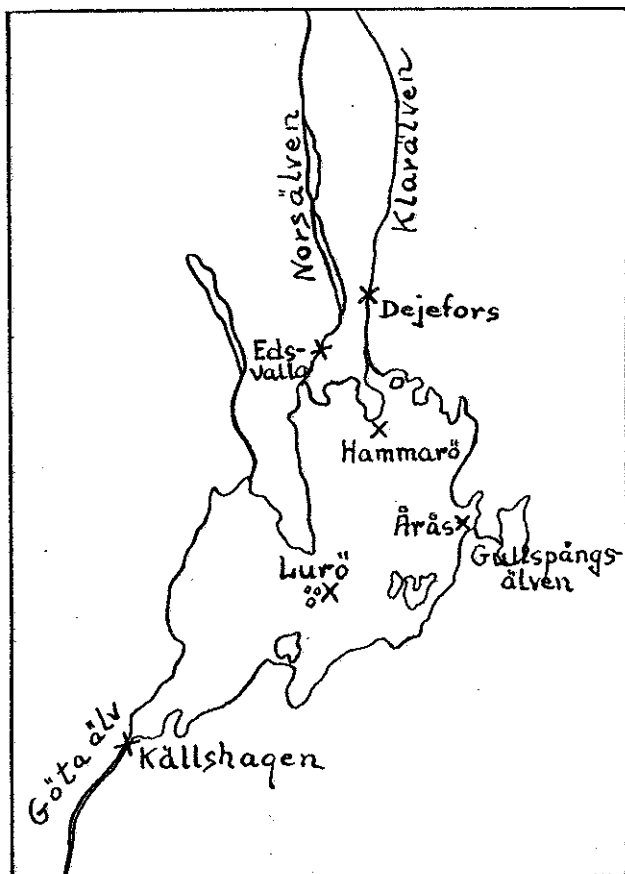 Norsälven
Klarälven
Dejefors
Eds-
valla
Hammarö
Årås
Gullspångs-
älven
Lurö
Göta älv
Källshagen